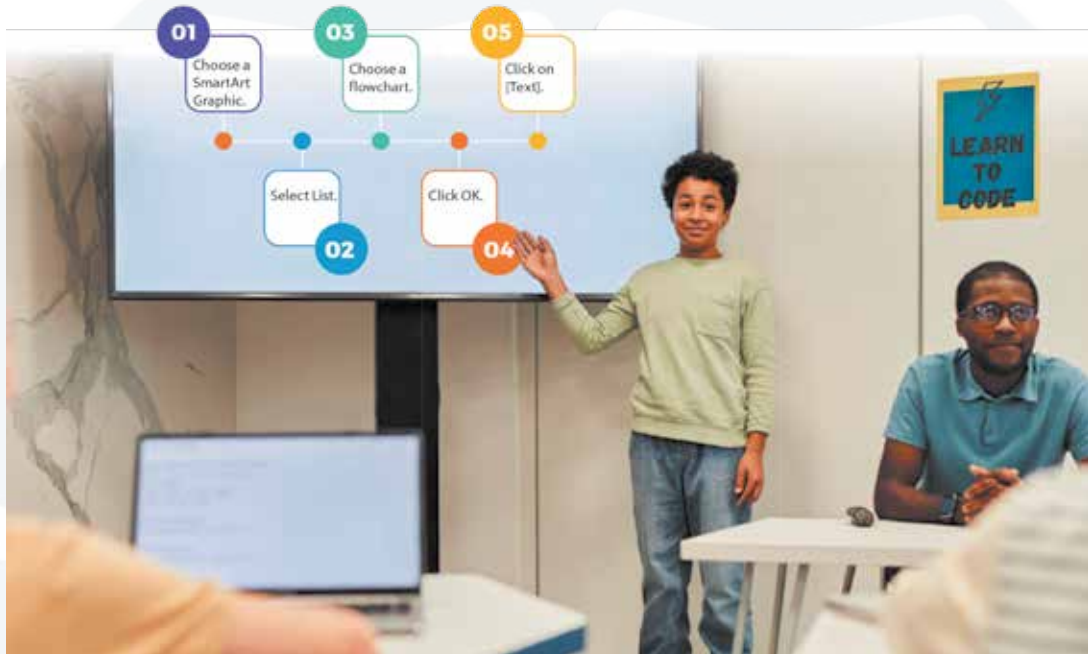 01
Choose a
SmartArt
Graphic.
Select List.
02
03
Choose a
flowchart.
Click OK.
04
05
Click on
[Text].
LEARN
TO
CODE